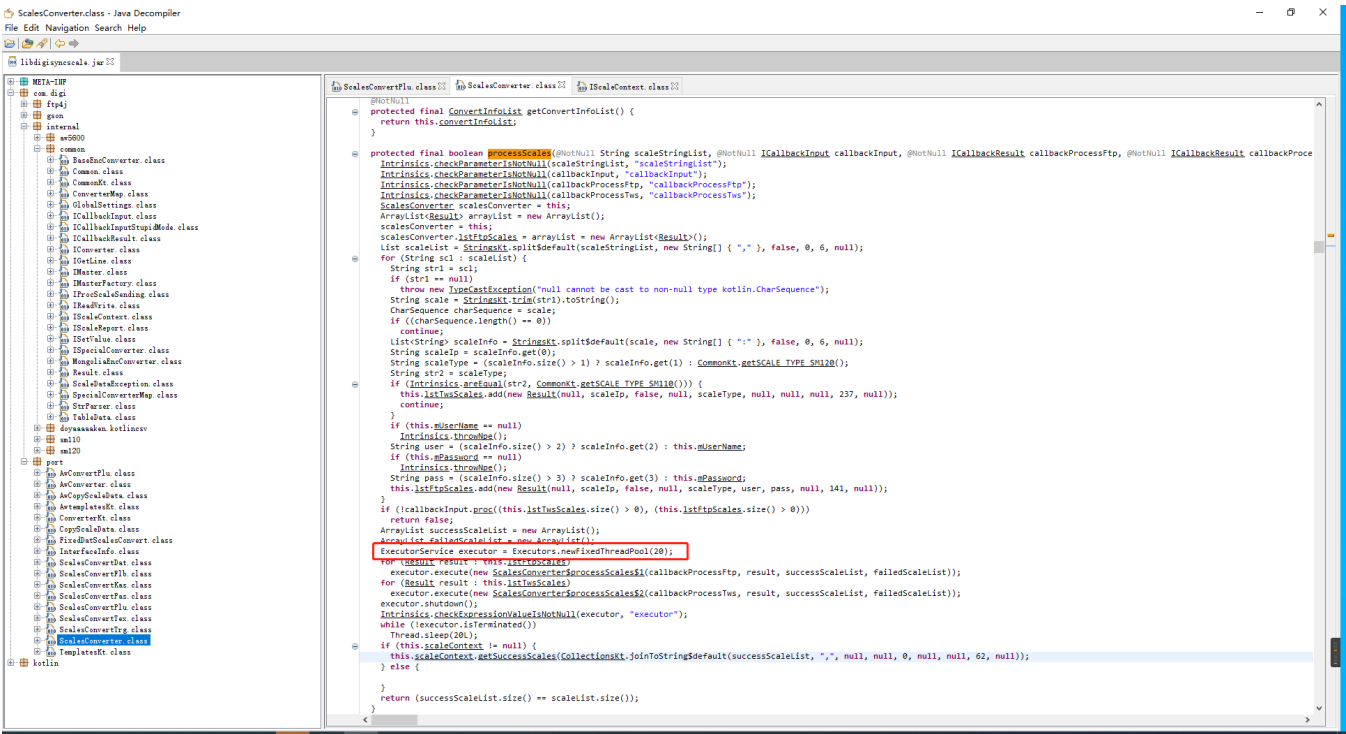 ScalesConverter.class - Java Decompiler
File Edit Navigation Search Help
libdigisyncscale.jar
META-INF
com.digi
ftp4j
gson
internal
aw5600
common
BaseEncConverter.class
Common.class
CommonKt.class
ConverterMap.class
GlobalSettings.class
ICallbackInput.class
ICallbackInputStupidMode.class
ICallbackResult.class
IConverter.class
IGetLine.class
IMaster.class
IMasterFactory.class
IProcScaleSending.class
IReadWrite.class
IScaleContext.class
IScaleReport.class
ISetValue.class
ISpecialConverter.class
MongoliaEncConverter.class
Result.class
ScaleDataException.class
SpecialConverterMap.class
StrParser.class
TableData.class
doyaaaaaken.kotlincsv
sm110
sm120
port
AwConvertPlu.class
AwConverter.class
AwCopyScaleData.class
AwtemplatesKt.class
ConverterKt.class
CopyScaleData.class
FixedDatScalesConvert.class
InterfaceInfo.class
ScalesConvertDat.class
ScalesConvertFlb.class
ScalesConvertKas.class
ScalesConvertPas.class
ScalesConvertPlu.class
ScalesConvertTex.class
ScalesConvertTrg.class
ScalesConverter.class
TemplatesKt.class
kotlin
ScalesConvertPlu.class ScalesConverter.class IScaleContext.class
@NotNull
protected final ConvertInfoList getConvertInfoList() {
return this.convertInfoList;
}
protected final boolean processScales(@NotNull String scaleStringList, @NotNull ICallbackInput callbackInput, @NotNull ICallbackResult callbackProcessFtp, @NotNull ICallbackResult callbackProce
Intrinsics.checkParameterIsNotNull(scaleStringList, "scaleStringList");
Intrinsics.checkParameterIsNotNull(callbackInput, "callbackInput");
Intrinsics.checkParameterIsNotNull(callbackProcessFtp, "callbackProcessFtp");
Intrinsics.checkParameterIsNotNull(callbackProcessTws, "callbackProcessTws");
ScalesConverter scalesConverter = this;
ArrayList<Result> arrayList = new ArrayList();
scalesConverter = this;
scalesConverter.lstFtpScales = arrayList = new ArrayList<Result>();
List scaleList = StringsKt.split$default(scaleStringList, new String[] { "," }, false, 0, 6, null);
for (String scl : scaleList) {
String str1 = scl;
if (str1 == null)
throw new TypeCastException("null cannot be cast to non-null type kotlin.CharSequence");
String scale = StringsKt.trim(str1).toString();
CharSequence charSequence = scale;
if ((charSequence.length() == 0))
continue;
List<String> scaleInfo = StringsKt.split$default(scale, new String[] { ":" }, false, 0, 6, null);
String scaleIp = scaleInfo.get(0);
String scaleType = (scaleInfo.size() > 1) ? scaleInfo.get(1) : CommonKt.getSCALE_TYPE_SM120();
String str2 = scaleType;
if (Intrinsics.areEqual(str2, CommonKt.getSCALE_TYPE_SM110())) {
this.lstTwsScales.add(new Result(null, scaleIp, false, null, scaleType, null, null, null, 237, null));
continue;
}
if (this.mUserName == null)
Intrinsics.throwNpe();
String user = (scaleInfo.size() > 2) ? scaleInfo.get(2) : this.mUserName;
if (this.mPassword == null)
Intrinsics.throwNpe();
String pass = (scaleInfo.size() > 3) ? scaleInfo.get(3) : this.mPassword;
this.lstFtpScales.add(new Result(null, scaleIp, false, null, scaleType, user, pass, null, 141, null));
}
if (!callbackInput.proc((this.lstTwsScales.size() > 0), (this.lstFtpScales.size() > 0)))
return false;
ArrayList successScaleList = new ArrayList();
ArrayList failedScaleList = new ArrayList();
ExecutorService executor = Executors.newFixedThreadPool(20);
for (Result result : this.lstFtpScales)
executor.execute(new ScalesConverter$processScales$1(callbackProcessFtp, result, successScaleList, failedScaleList));
for (Result result : this.lstTwsScales)
executor.execute(new ScalesConverter$processScales$2(callbackProcessTws, result, successScaleList, failedScaleList));
executor.shutdown();
Intrinsics.checkExpressionValueIsNotNull(executor, "executor");
while (!executor.isTerminated())
Thread.sleep(20L);
if (this.scaleContext != null) {
this.scaleContext.getSuccessScales(CollectionsKt.joinToString$default(successScaleList, ",", null, null, 0, null, null, 62, null));
} else {
}
return (successScaleList.size() == scaleList.size());
}